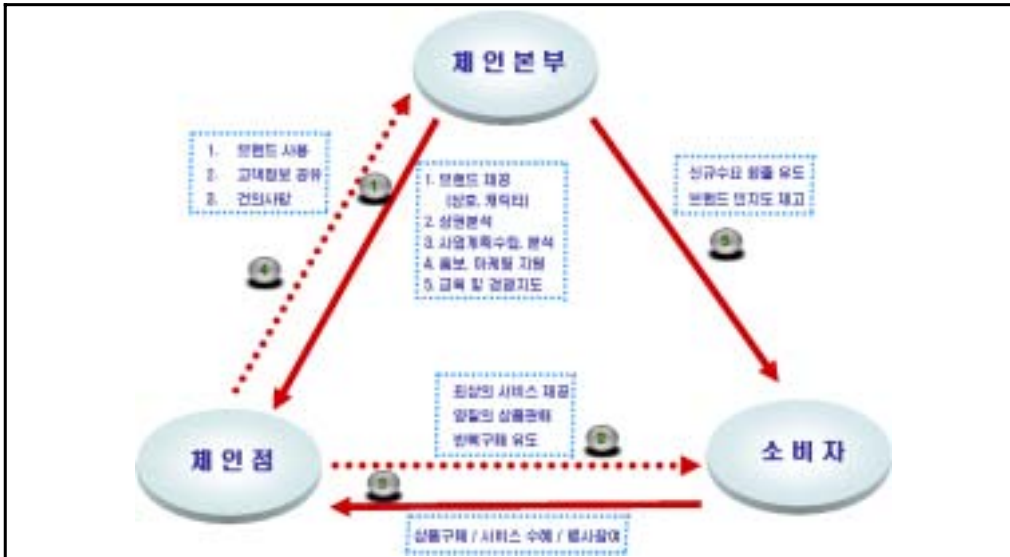 체인본부
1. 브랜드 사용
2. 고객정보 공유
3. 건의사항
1
1. 브랜드 제공
(상호, 캐릭터)
2. 상권분석
3. 사업계획수립, 분석
4. 홍보, 마케팅 지원
5. 교육 및 경영지도
신규수요 창출 유도
브랜드 인지도 재고
5
4
최상의 서비스 제공
양질의 상품판매
반복구매 유도
2
체인점
소비자
3
상품구매 / 서비스 수혜 / 행사참여